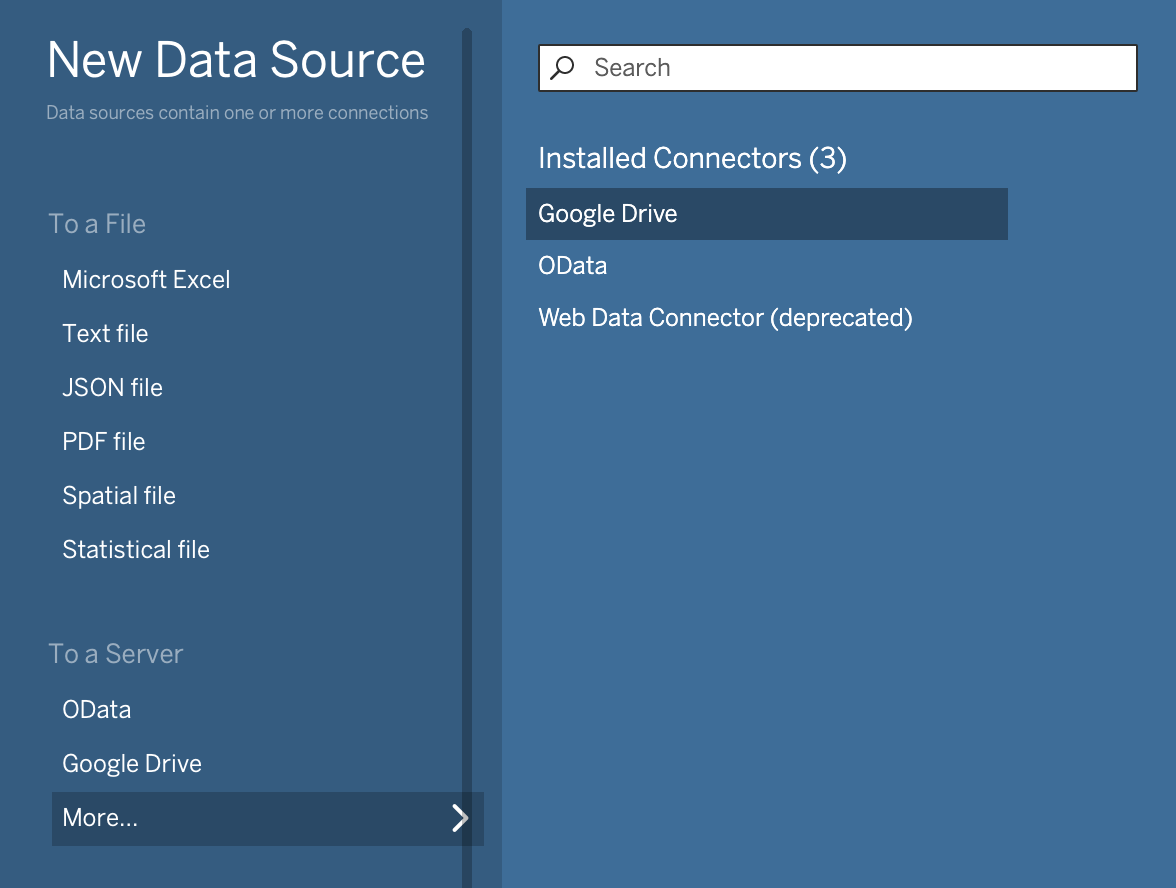 New Data Source
Data sources contain one or more connections
To a File
Microsoft Excel
Text file
JSON file
PDF file
Spatial file
Statistical file
To a Server
OData
Google Drive
More...
Search
Installed Connectors (3)
Google Drive
OData
Web Data Connector (deprecated)